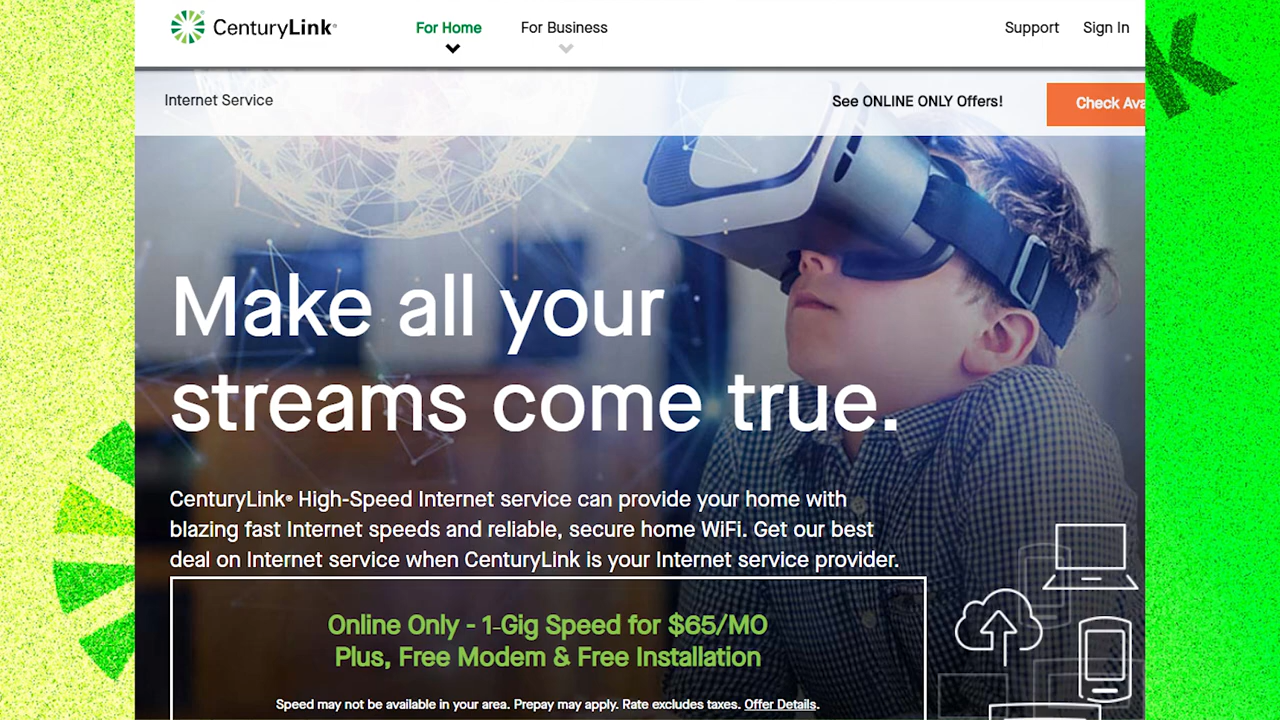 CenturyLink®
For Home
For Business
Support
Sign In
Internet Service
See ONLINE ONLY Offers!
Check Ava
Make all your
streams come true.
CenturyLink® High-Speed Internet service can provide your home with
blazing fast Internet speeds and reliable, secure home WiFi. Get our best
deal on Internet service when CenturyLink is your Internet service provider.
Online Only - 1-Gig Speed for $65/MO
Plus, Free Modem & Free Installation
Speed may not be available in your area. Prepay may apply. Rate excludes taxes. Offer Details.
k